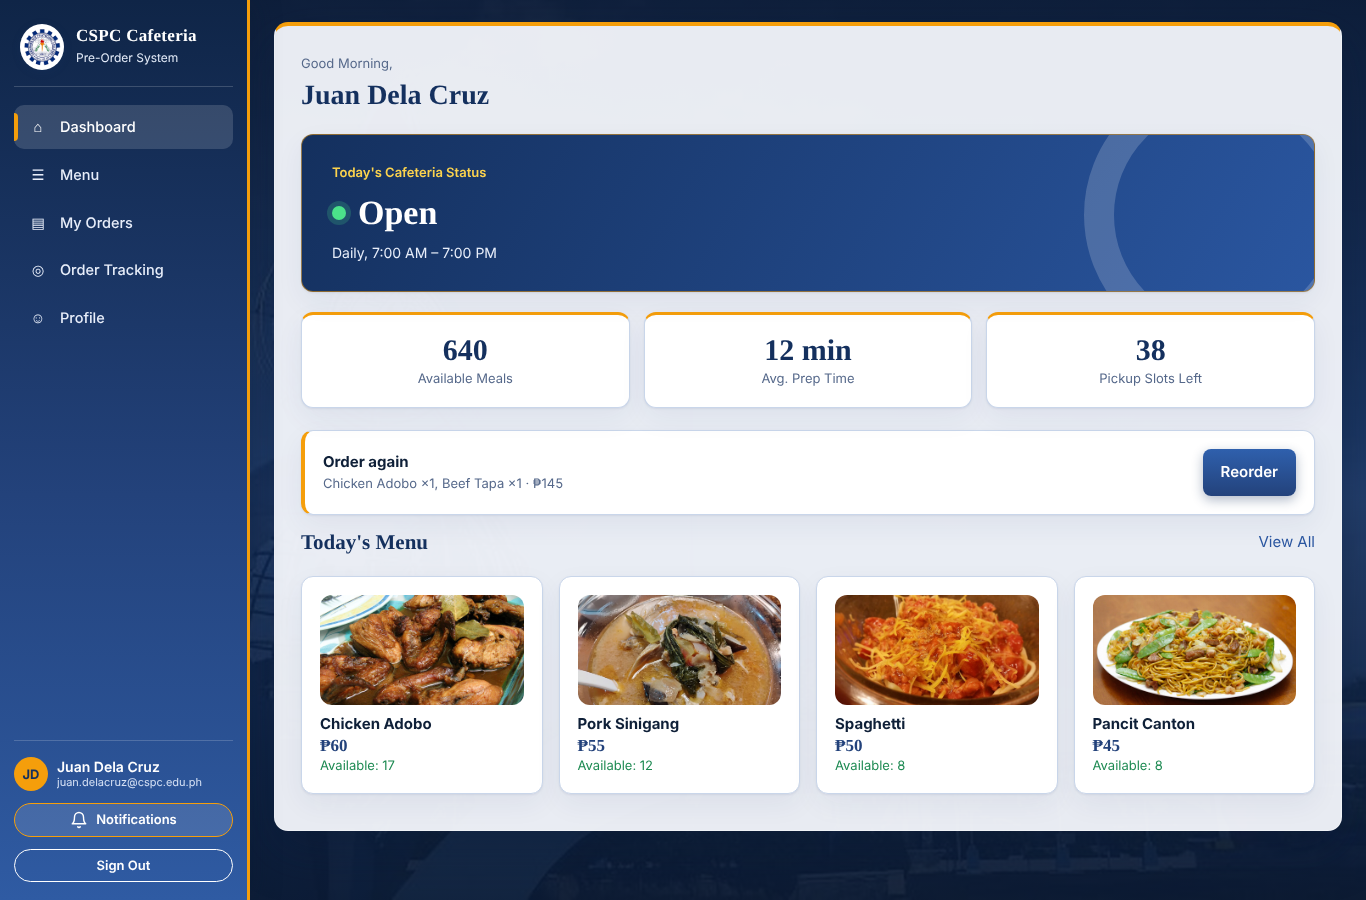 CSPC Cafeteria
Pre-Order System
Dashboard
Menu
My Orders
Order Tracking
Profile
JD
Juan Dela Cruz
juan.delacruz@cspc.edu.ph
Notifications
Sign Out
Good Morning,
Juan Dela Cruz
Today's Cafeteria Status
Open
Daily, 7:00 AM – 7:00 PM
640
Available Meals
12 min
Avg. Prep Time
38
Pickup Slots Left
Order again
Chicken Adobo ×1, Beef Tapa ×1 · ₱145
Reorder
Today's Menu
View All
Chicken Adobo
₱60
Available: 17
Pork Sinigang
₱55
Available: 12
Spaghetti
₱50
Available: 8
Pancit Canton
₱45
Available: 8